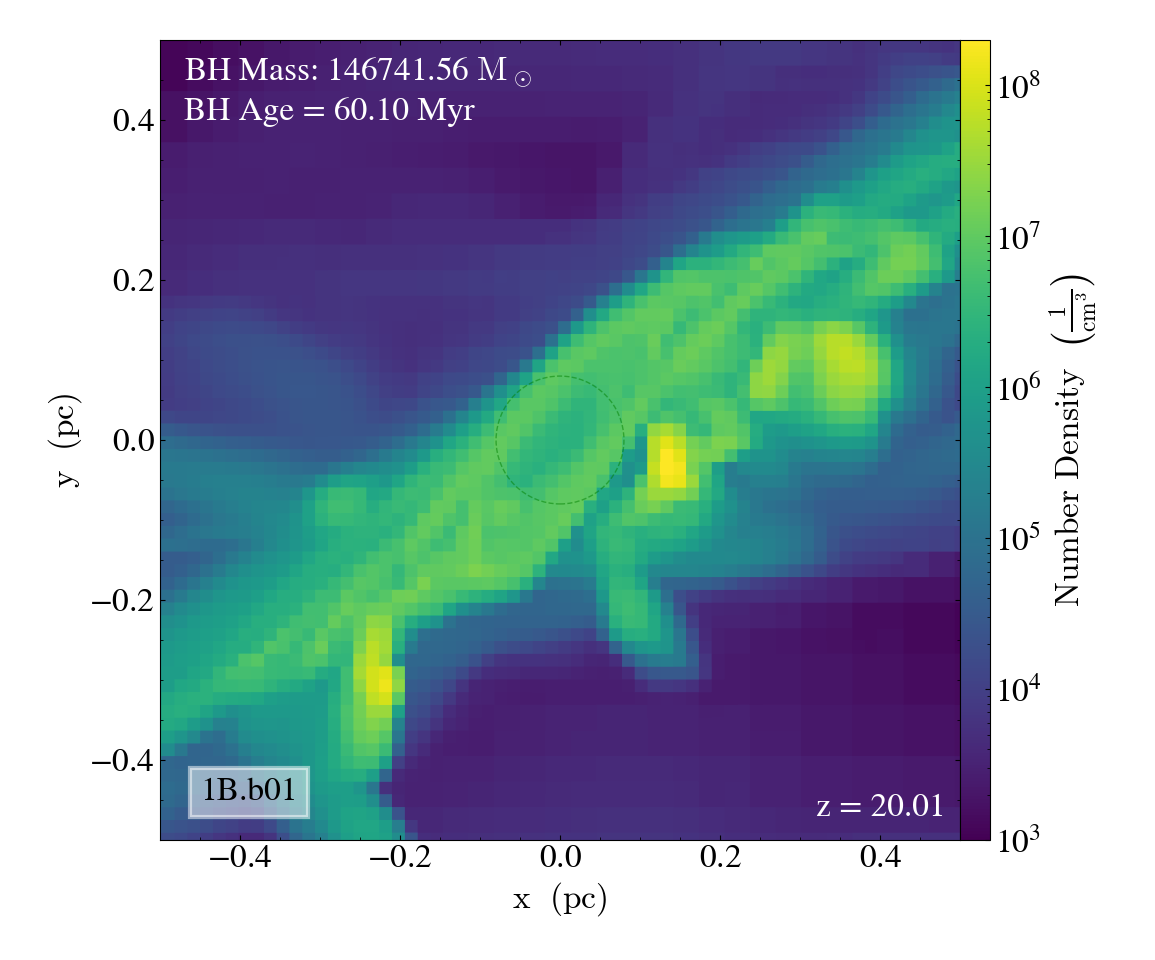 BH Mass: 146741.56 M⊙
BH Age = 60.10 Myr
0.4
0.2
0.0
−0.2
−0.4
y (pc)
1B.b01
z = 20.01
−0.4 −0.2 0.0 0.2 0.4
x (pc)
10⁸
10⁷
10⁶
10⁵
10⁴
10³
Number Density (1/cm³)